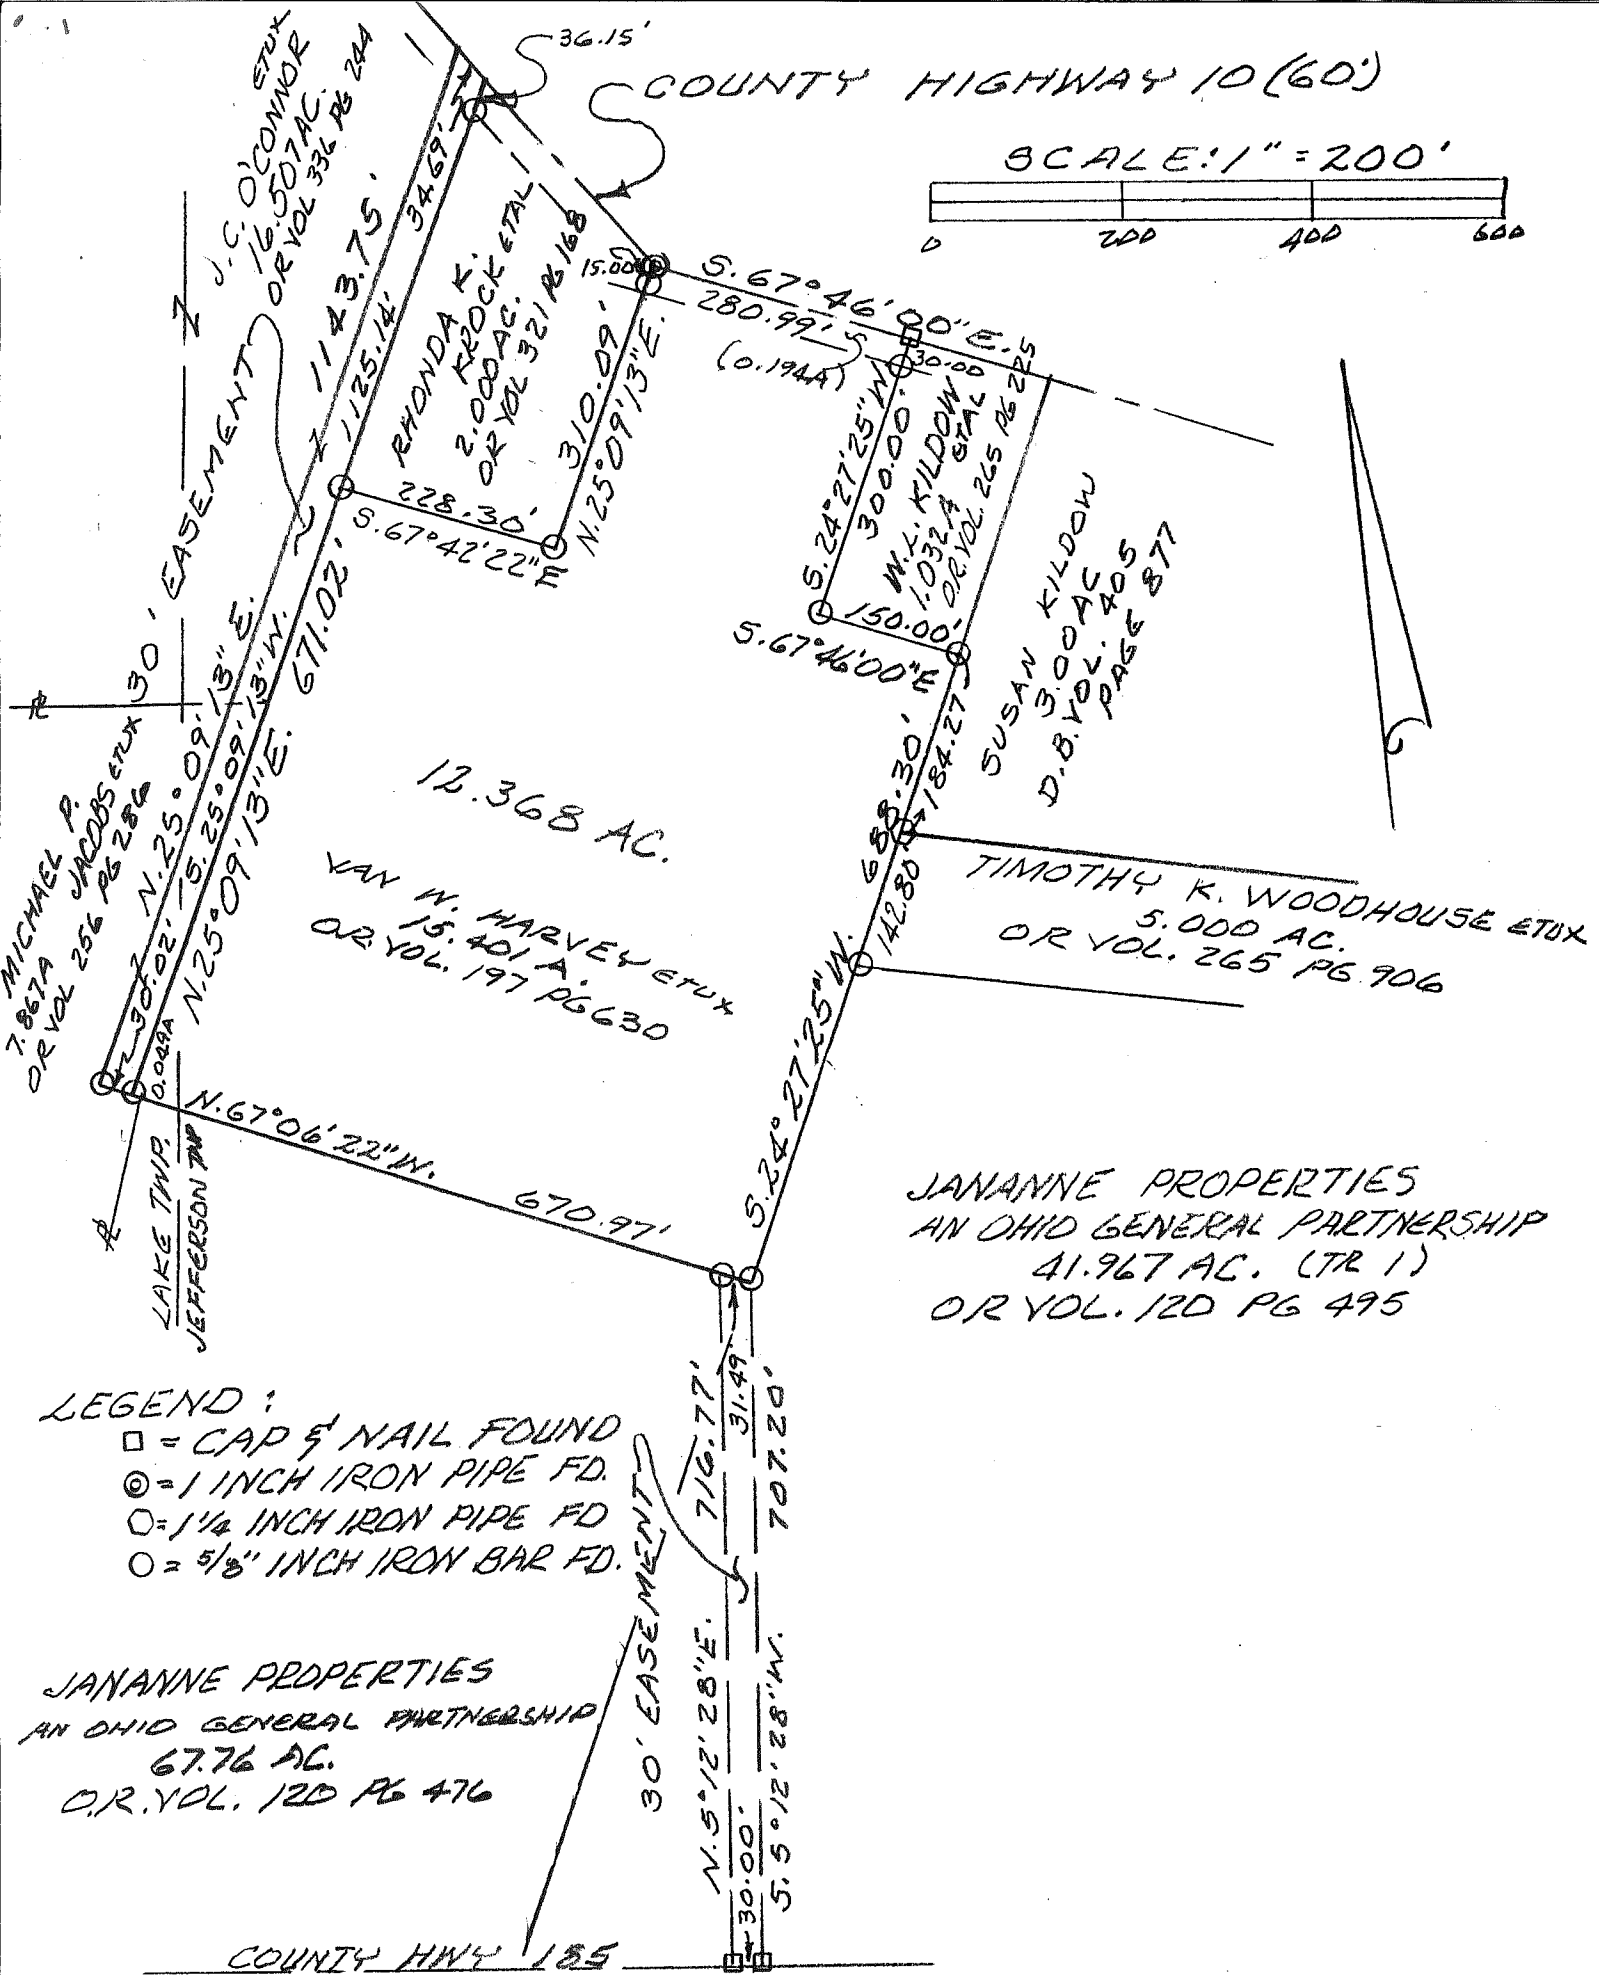 36.15'
COUNTY HIGHWAY 10 (60')
SCALE: 1" = 200'
0 200 400 600
J.C. O'CONNOR ETUX
16.507 AC.
OR VOL 336 PG 244
1143.75'
34.69'
1125.14'
RHONDA K.
KROCK ETAL
2.000 AC.
OR VOL 321 PG 168
15.00
S. 67° 46' 00" E.
280.99'
(0.194A)
30.00
310.09'
N. 25° 09' 13" E.
228.30'
S. 67° 42' 22" E
S. 24° 27' 25" W
300.00'
W.L. KILDOW
ETAL
1.032 A
O.R. VOL. 265 PG 225
150.00'
S. 67° 46' 00" E
SUSAN KILDOW
3.00 AC
D.B. VOL. 405
PAGE 877
30' EASEMENT
671.02'
N. 25° 09' 13" E.
S. 25° 09' 13" W.
N. 25° 09' 13" E.
MICHAEL P.
JACOBS ETUX
7.867A
OR VOL 256 PG 286
30.02'
0.049A
12.368 AC.
VAN W. HARVEY ETUX
15.401 A.
O.R. VOL. 197 PG 630
688.30'
184.27
142.80
S. 24° 27' 25" W.
TIMOTHY K. WOODHOUSE ETUX
5.000 AC.
OR VOL. 265 PG 906
N. 67° 06' 22" W.
670.97'
LAKE TWP.
JEFFERSON TWP
JANANNE PROPERTIES
AN OHIO GENERAL PARTNERSHIP
41.967 AC. (TR 1)
OR VOL. 120 PG 495
LEGEND:
□ = CAP & NAIL FOUND
◎ = 1 INCH IRON PIPE FD.
⬡ = 1 1/4 INCH IRON PIPE FD
○ = 5/8" INCH IRON BAR FD.
716.77'
31.49
707.20'
30' EASEMENT
N. 5° 12' 28" E.
S. 5° 12' 28" W.
30.00'
JANANNE PROPERTIES
AN OHIO GENERAL PARTNERSHIP
67.76 AC.
O.R. VOL. 120 PG 476
COUNTY HWY 185